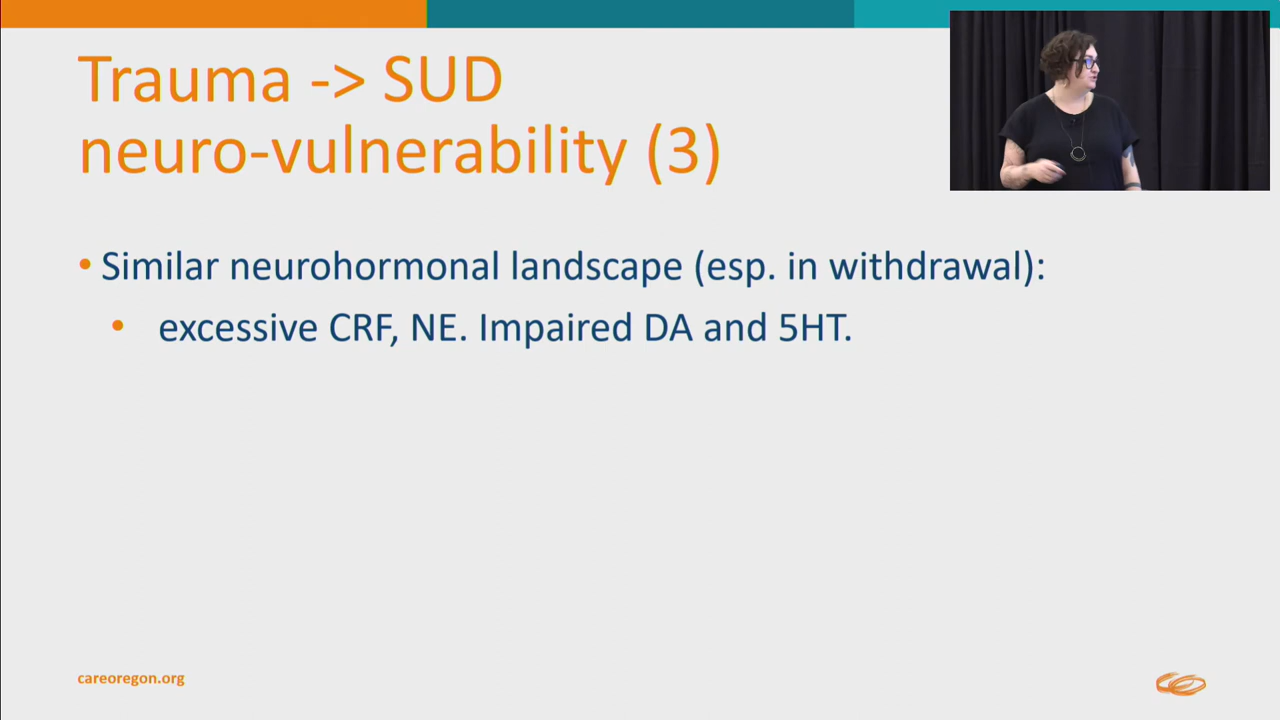 Trauma -> SUD
neuro-vulnerability (3)
• Similar neurohormonal landscape (esp. in withdrawal):
• excessive CRF, NE. Impaired DA and 5HT.
careoregon.org